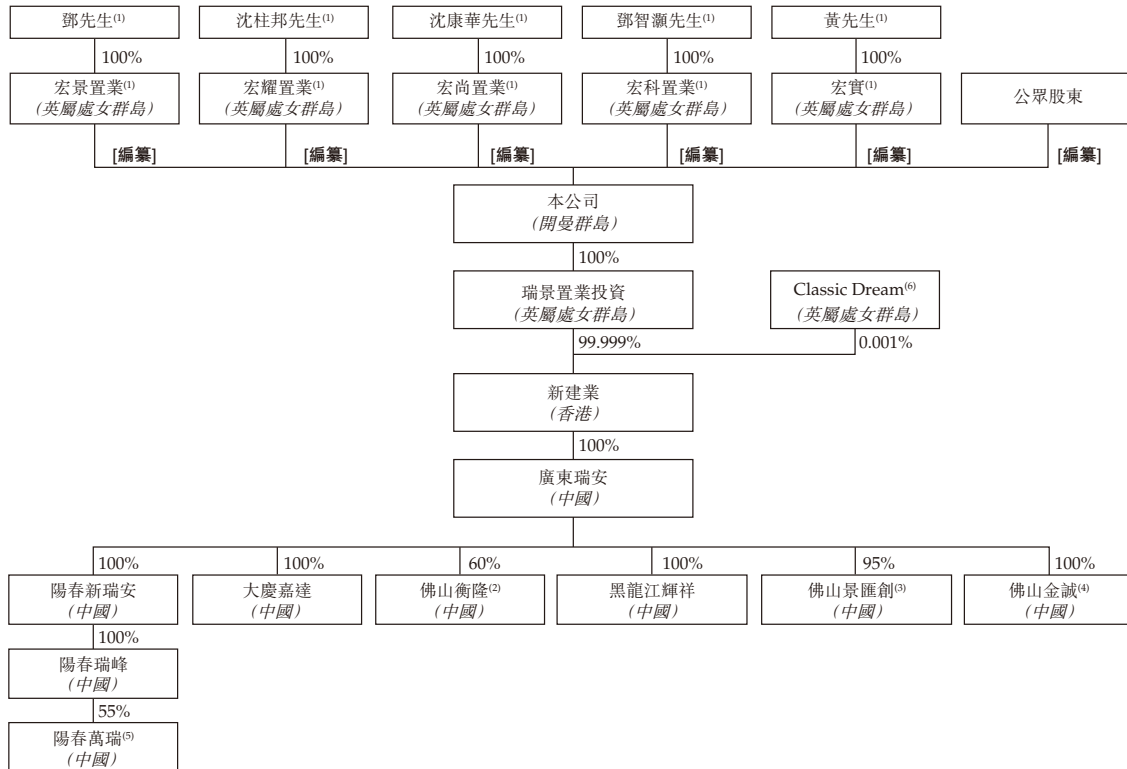 鄧先生(1)
沈柱邦先生(1)
沈康華先生(1)
鄧智灝先生(1)
黃先生(1)
100%
100%
100%
100%
100%
宏景置業(1)
(英屬處女群島)
宏耀置業(1)
(英屬處女群島)
宏尚置業(1)
(英屬處女群島)
宏科置業(1)
(英屬處女群島)
宏實(1)
(英屬處女群島)
公眾股東
[編纂]
[編纂]
[編纂]
[編纂]
[編纂]
[編纂]
本公司
(開曼群島)
100%
瑞景置業投資
(英屬處女群島)
Classic Dream(6)
(英屬處女群島)
99.999%
0.001%
新建業
(香港)
100%
廣東瑞安
(中國)
100%
100%
60%
100%
95%
100%
陽春新瑞安
(中國)
大慶嘉達
(中國)
佛山衡隆(2)
(中國)
黑龍江輝祥
(中國)
佛山景匯創(3)
(中國)
佛山金誠(4)
(中國)
100%
陽春瑞峰
(中國)
55%
陽春萬瑞(5)
(中國)